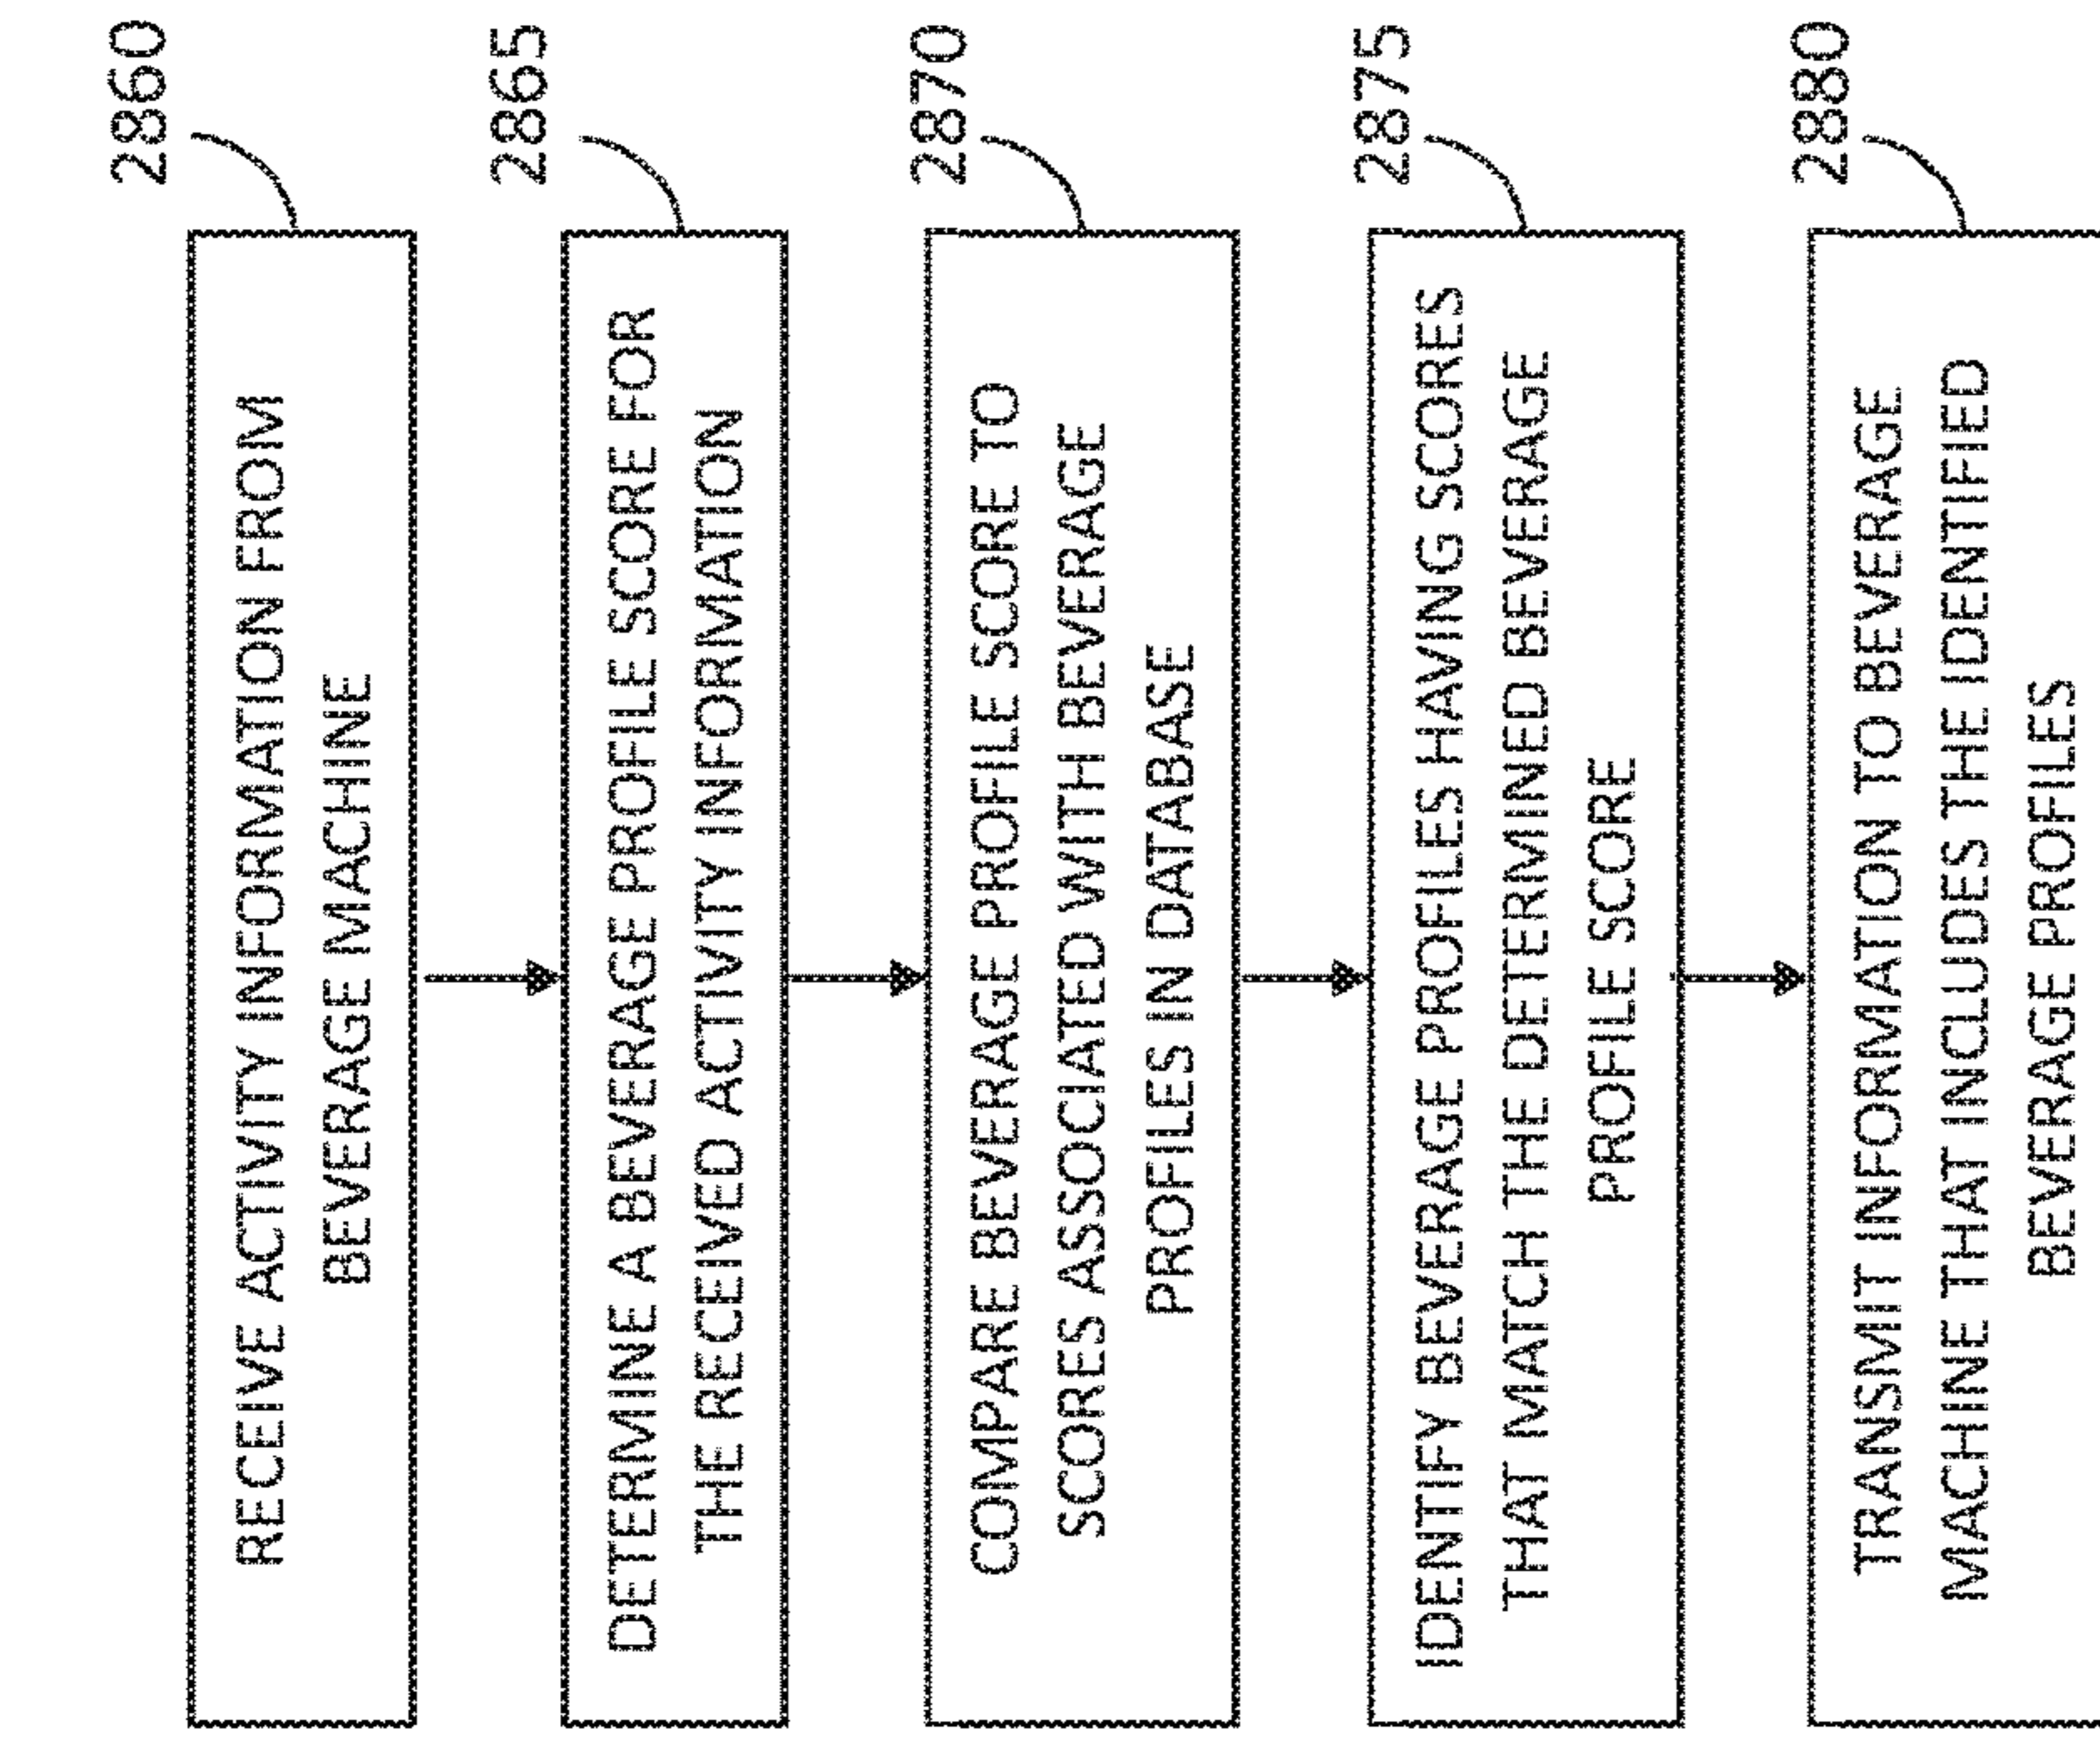 2860
RECEIVE ACTIVITY INFORMATION FROM
BEVERAGE MACHINE
2865
DETERMINE A BEVERAGE PROFILE SCORE FOR
THE RECEIVED ACTIVITY INFORMATION
2870
COMPARE BEVERAGE PROFILE SCORE TO
SCORES ASSOCIATED WITH BEVERAGE
PROFILES IN DATABASE
2875
IDENTIFY BEVERAGE PROFILES HAVING SCORES
THAT MATCH THE DETERMINED BEVERAGE
PROFILE SCORE
2880
TRANSMIT INFORMATION TO BEVERAGE
MACHINE THAT INCLUDES THE IDENTIFIED
BEVERAGE PROFILES